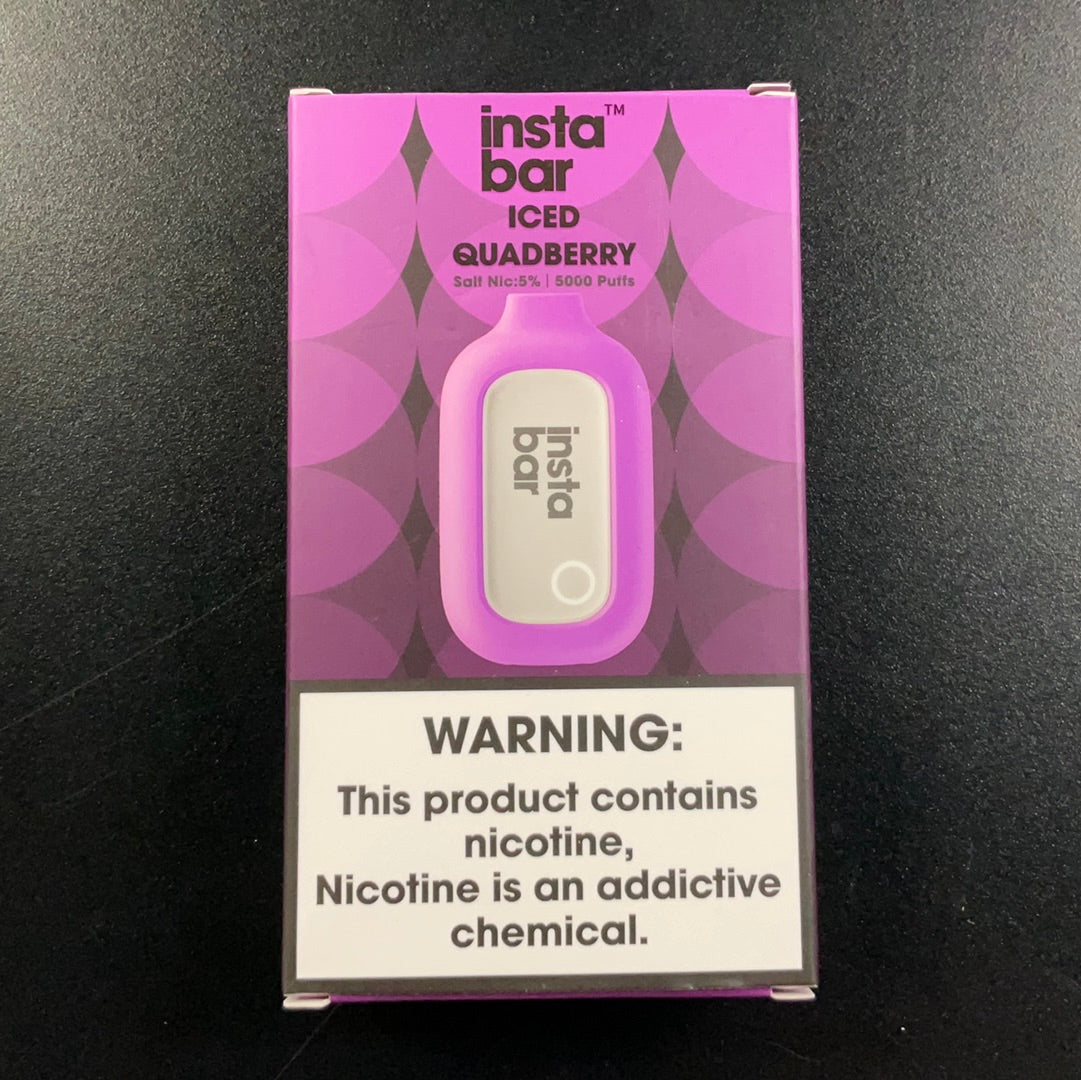 insta™
bar
ICED
QUADBERRY
Salt Nic:5% | 5000 Puffs
insta
bar
WARNING:
This product contains
nicotine,
Nicotine is an addictive
chemical.